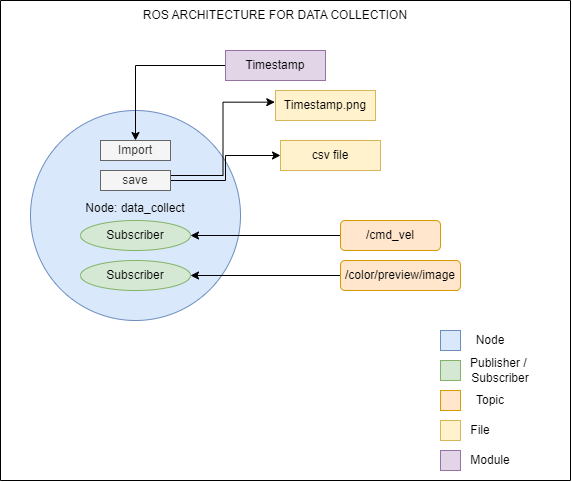 ROS ARCHITECTURE FOR DATA COLLECTION
Timestamp
Timestamp.png
Import
csv file
save
Node: data_collect
Subscriber
/cmd_vel
Subscriber
/color/preview/image
Node
Publisher /
Subscriber
Topic
File
Module